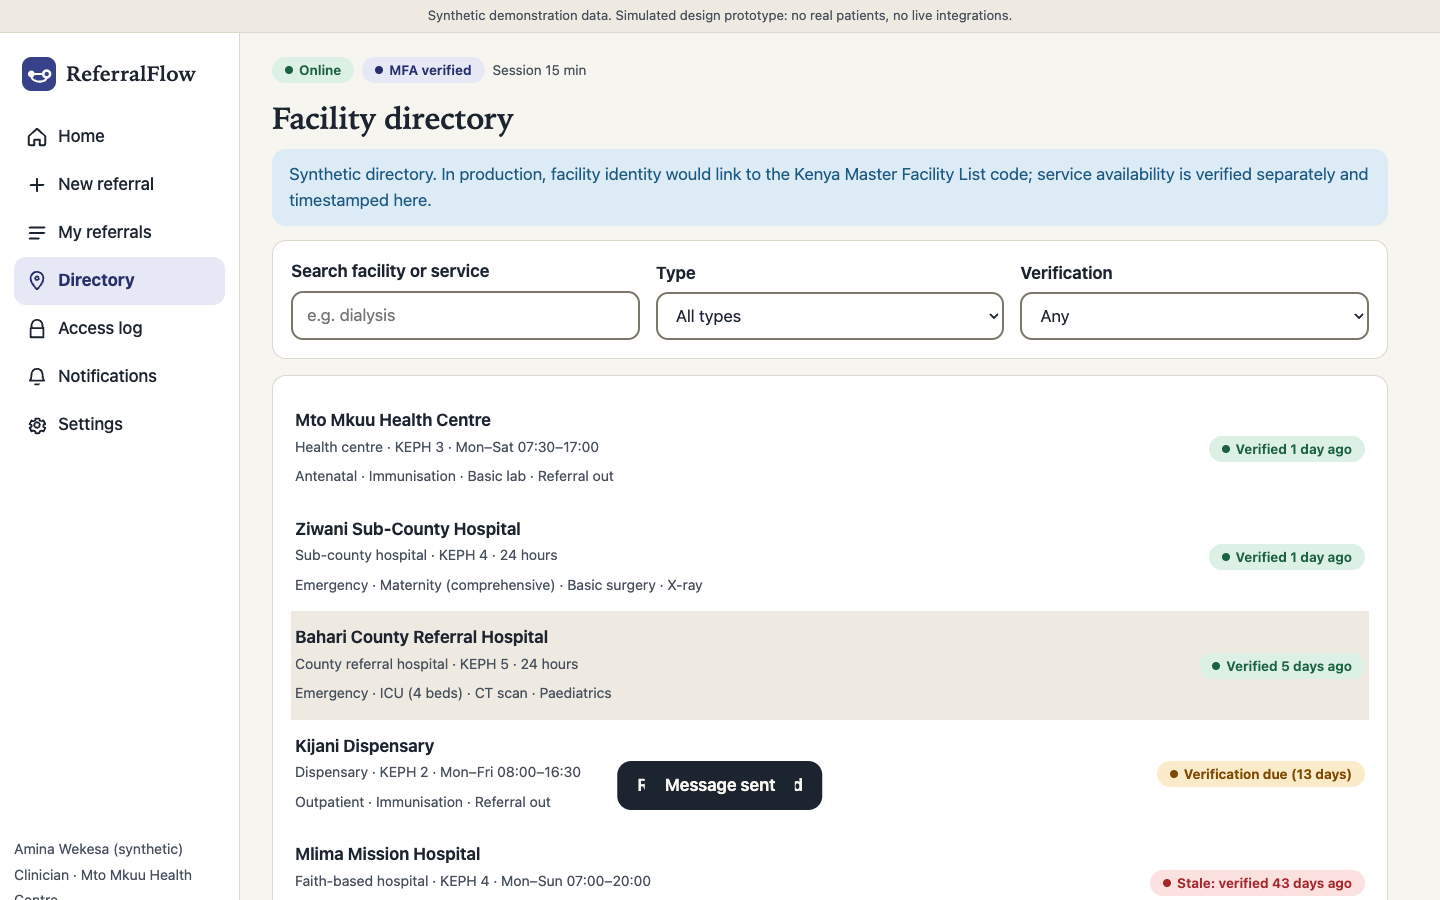 Synthetic demonstration data. Simulated design prototype: no real patients, no live integrations.
ReferralFlow
Home
New referral
My referrals
Directory
Access log
Notifications
Settings
Amina Wekesa (synthetic)
Clinician · Mto Mkuu Health
Centre
Online
MFA verified
Session 15 min
Facility directory
Synthetic directory. In production, facility identity would link to the Kenya Master Facility List code; service availability is verified separately and
timestamped here.
Search facility or service
e.g. dialysis
Type
All types
Verification
Any
Mto Mkuu Health Centre
Health centre · KEPH 3 · Mon–Sat 07:30–17:00
Antenatal · Immunisation · Basic lab · Referral out
Verified 1 day ago
Ziwani Sub-County Hospital
Sub-county hospital · KEPH 4 · 24 hours
Emergency · Maternity (comprehensive) · Basic surgery · X-ray
Verified 1 day ago
Bahari County Referral Hospital
County referral hospital · KEPH 5 · 24 hours
Emergency · ICU (4 beds) · CT scan · Paediatrics
Verified 5 days ago
Kijani Dispensary
Dispensary · KEPH 2 · Mon–Fri 08:00–16:30
Outpatient · Immunisation · Referral out
Verification due (13 days)
Message sent
Mlima Mission Hospital
Faith-based hospital · KEPH 4 · Mon–Sun 07:00–20:00
Stale: verified 43 days ago